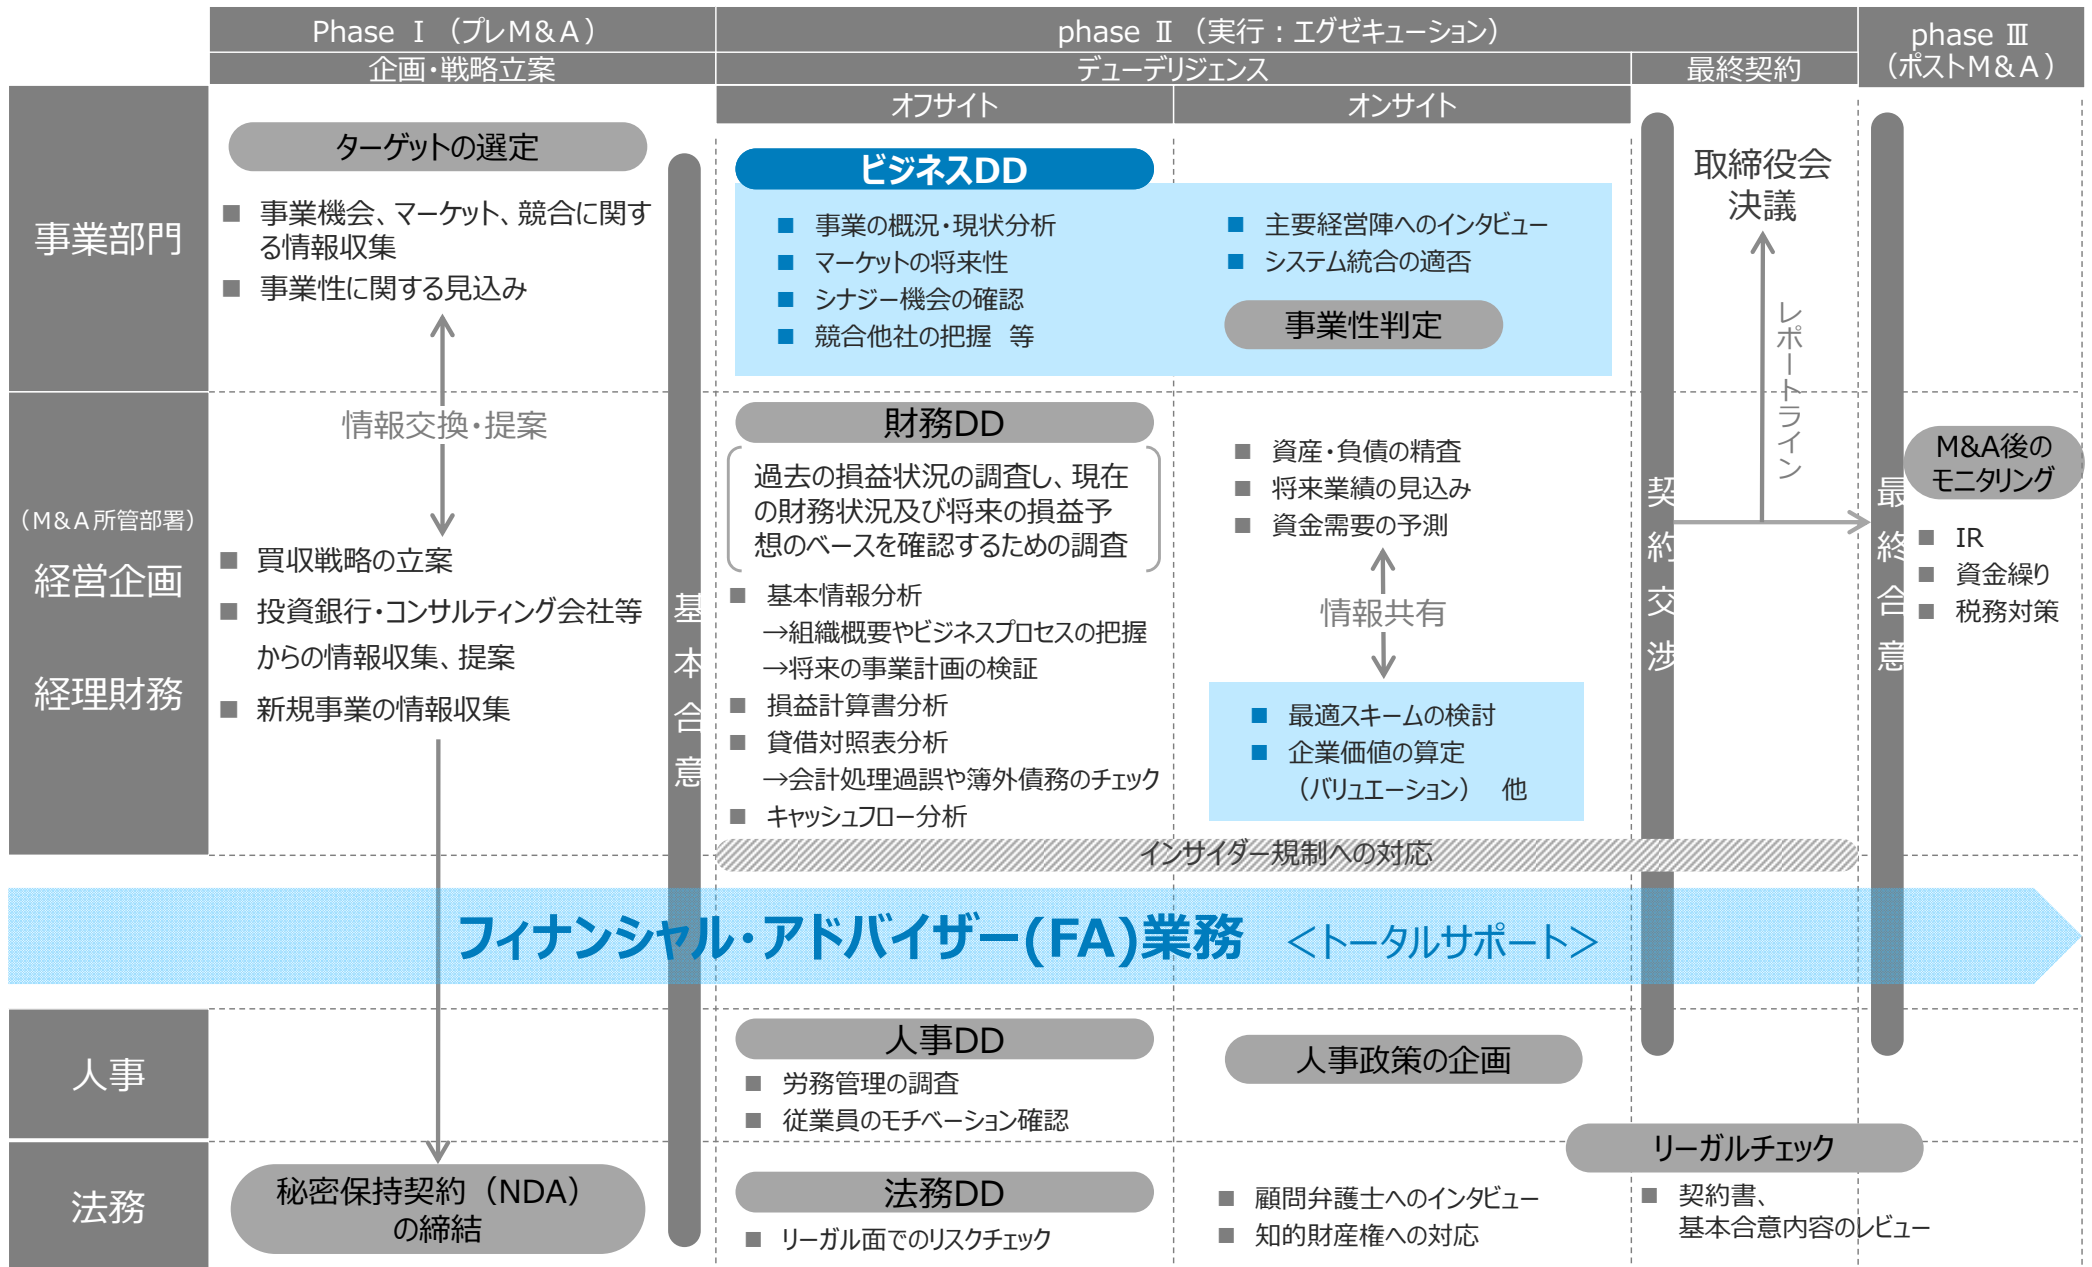 Phase Ⅰ（プレM&A）
phase Ⅱ（実行：エグゼキューション）
phase Ⅲ
（ポストM&A）
企画・戦略立案
デューデリジェンス
最終契約
オフサイト
オンサイト
事業部門
ターゲットの選定
■ 事業機会、マーケット、競合に関す
る情報収集
■ 事業性に関する見込み
情報交換・提案
ビジネスDD
■ 事業の概況・現状分析
■ マーケットの将来性
■ シナジー機会の確認
■ 競合他社の把握 等
■ 主要経営陣へのインタビュー
■ システム統合の適否
事業性判定
取締役会
決議
レポートライン
（M&A所管部署）
経営企画
経理財務
■ 買収戦略の立案
■ 投資銀行・コンサルティング会社等
からの情報収集、提案
■ 新規事業の情報収集
基本合意
財務DD
過去の損益状況の調査し、現在
の財務状況及び将来の損益予
想のベースを確認するための調査
■ 基本情報分析
→組織概要やビジネスプロセスの把握
→将来の事業計画の検証
■ 損益計算書分析
■ 貸借対照表分析
→会計処理過誤や簿外債務のチェック
■ キャッシュフロー分析
■ 資産・負債の精査
■ 将来業績の見込み
■ 資金需要の予測
情報共有
■ 最適スキームの検討
■ 企業価値の算定
（バリュエーション） 他
契約交渉
最終合意
M&A後の
モニタリング
■ IR
■ 資金繰り
■ 税務対策
インサイダー規制への対応
フィナンシャル・アドバイザー(FA)業務 ＜トータルサポート＞
人事
人事DD
■ 労務管理の調査
■ 従業員のモチベーション確認
人事政策の企画
法務
秘密保持契約（NDA）
の締結
法務DD
■ リーガル面でのリスクチェック
■ 顧問弁護士へのインタビュー
■ 知的財産権への対応
リーガルチェック
■ 契約書、
基本合意内容のレビュー